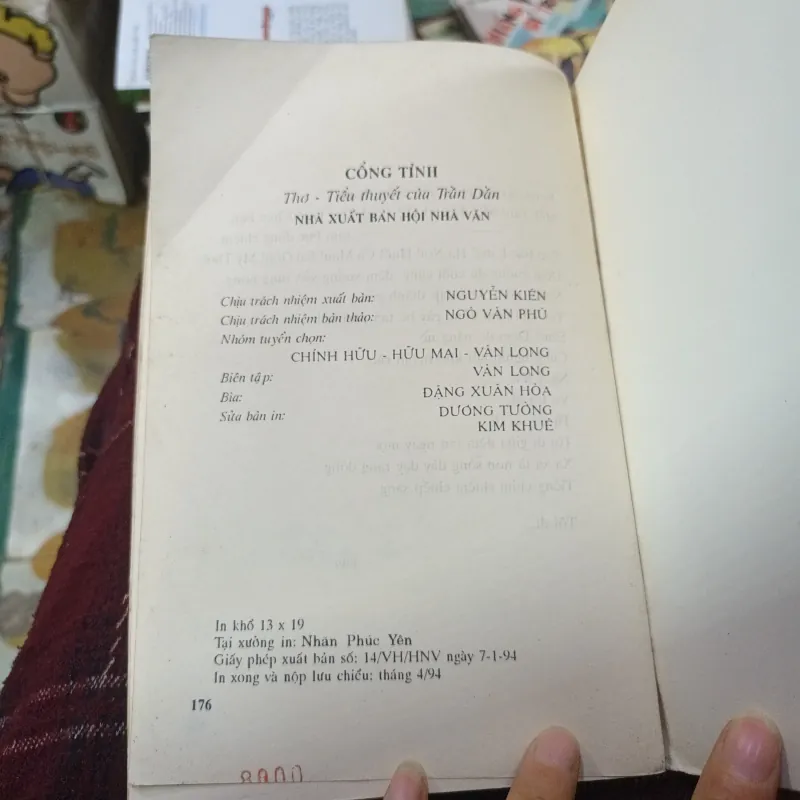 CỔNG TỈNH
Thơ - Tiểu thuyết của Trần Dần
NHÀ XUẤT BẢN HỘI NHÀ VĂN
Chịu trách nhiệm xuất bản: NGUYỄN KIÊN
Chịu trách nhiệm bản thảo: NGÔ VĂN PHÚ
Nhóm tuyển chọn:
CHÍNH HỮU - HỮU MAI - VÂN LONG
Biên tập: VÂN LONG
Bìa: ĐẶNG XUÂN HÒA
Sửa bản in: DƯƠNG TƯỜNG
KIM KHUÊ
In khổ 13 x 19
Tại xưởng in: Nhân Phúc Yên
Giấy phép xuất bản số: 14/VH/HNV ngày 7-1-94
In xong và nộp lưu chiểu: tháng 4/94
176